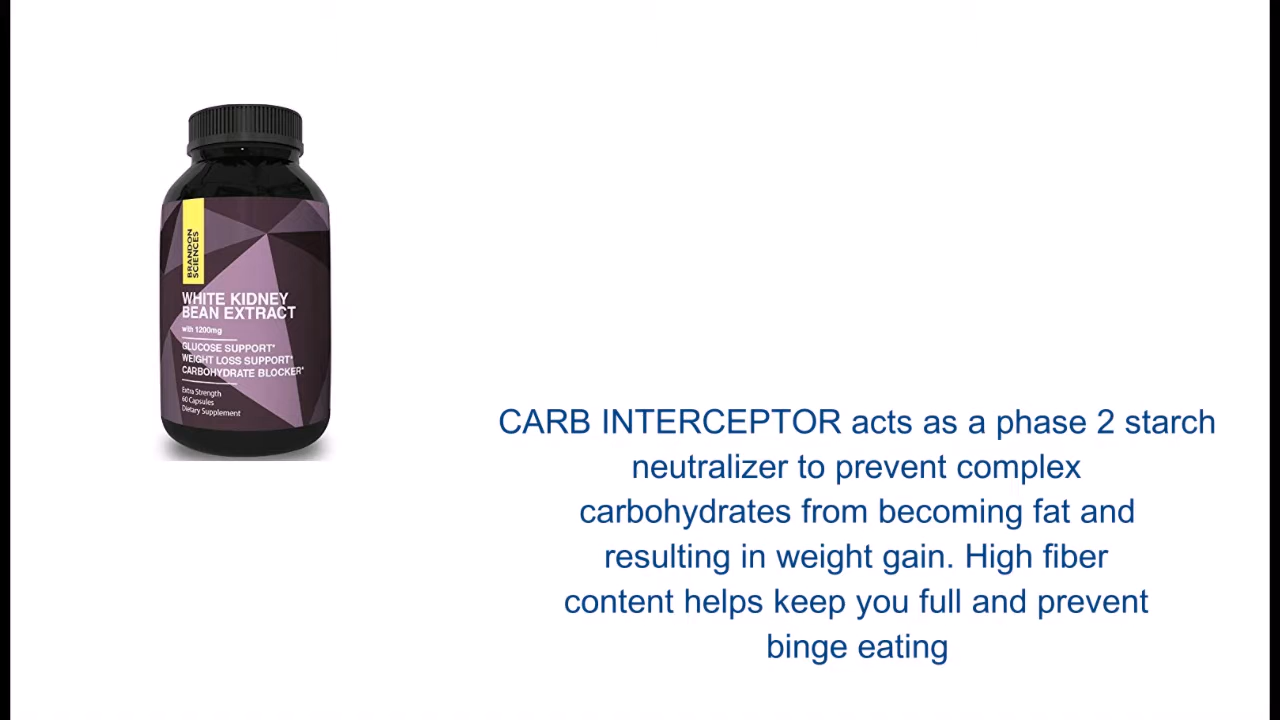 BRANDON
SCIENCES
WHITE KIDNEY
BEAN EXTRACT
with 1200mg
GLUCOSE SUPPORT*
WEIGHT LOSS SUPPORT*
CARBOHYDRATE BLOCKER*
Extra Strength
60 Capsules
Dietary Supplement
CARB INTERCEPTOR acts as a phase 2 starch
neutralizer to prevent complex
carbohydrates from becoming fat and
resulting in weight gain. High fiber
content helps keep you full and prevent
binge eating